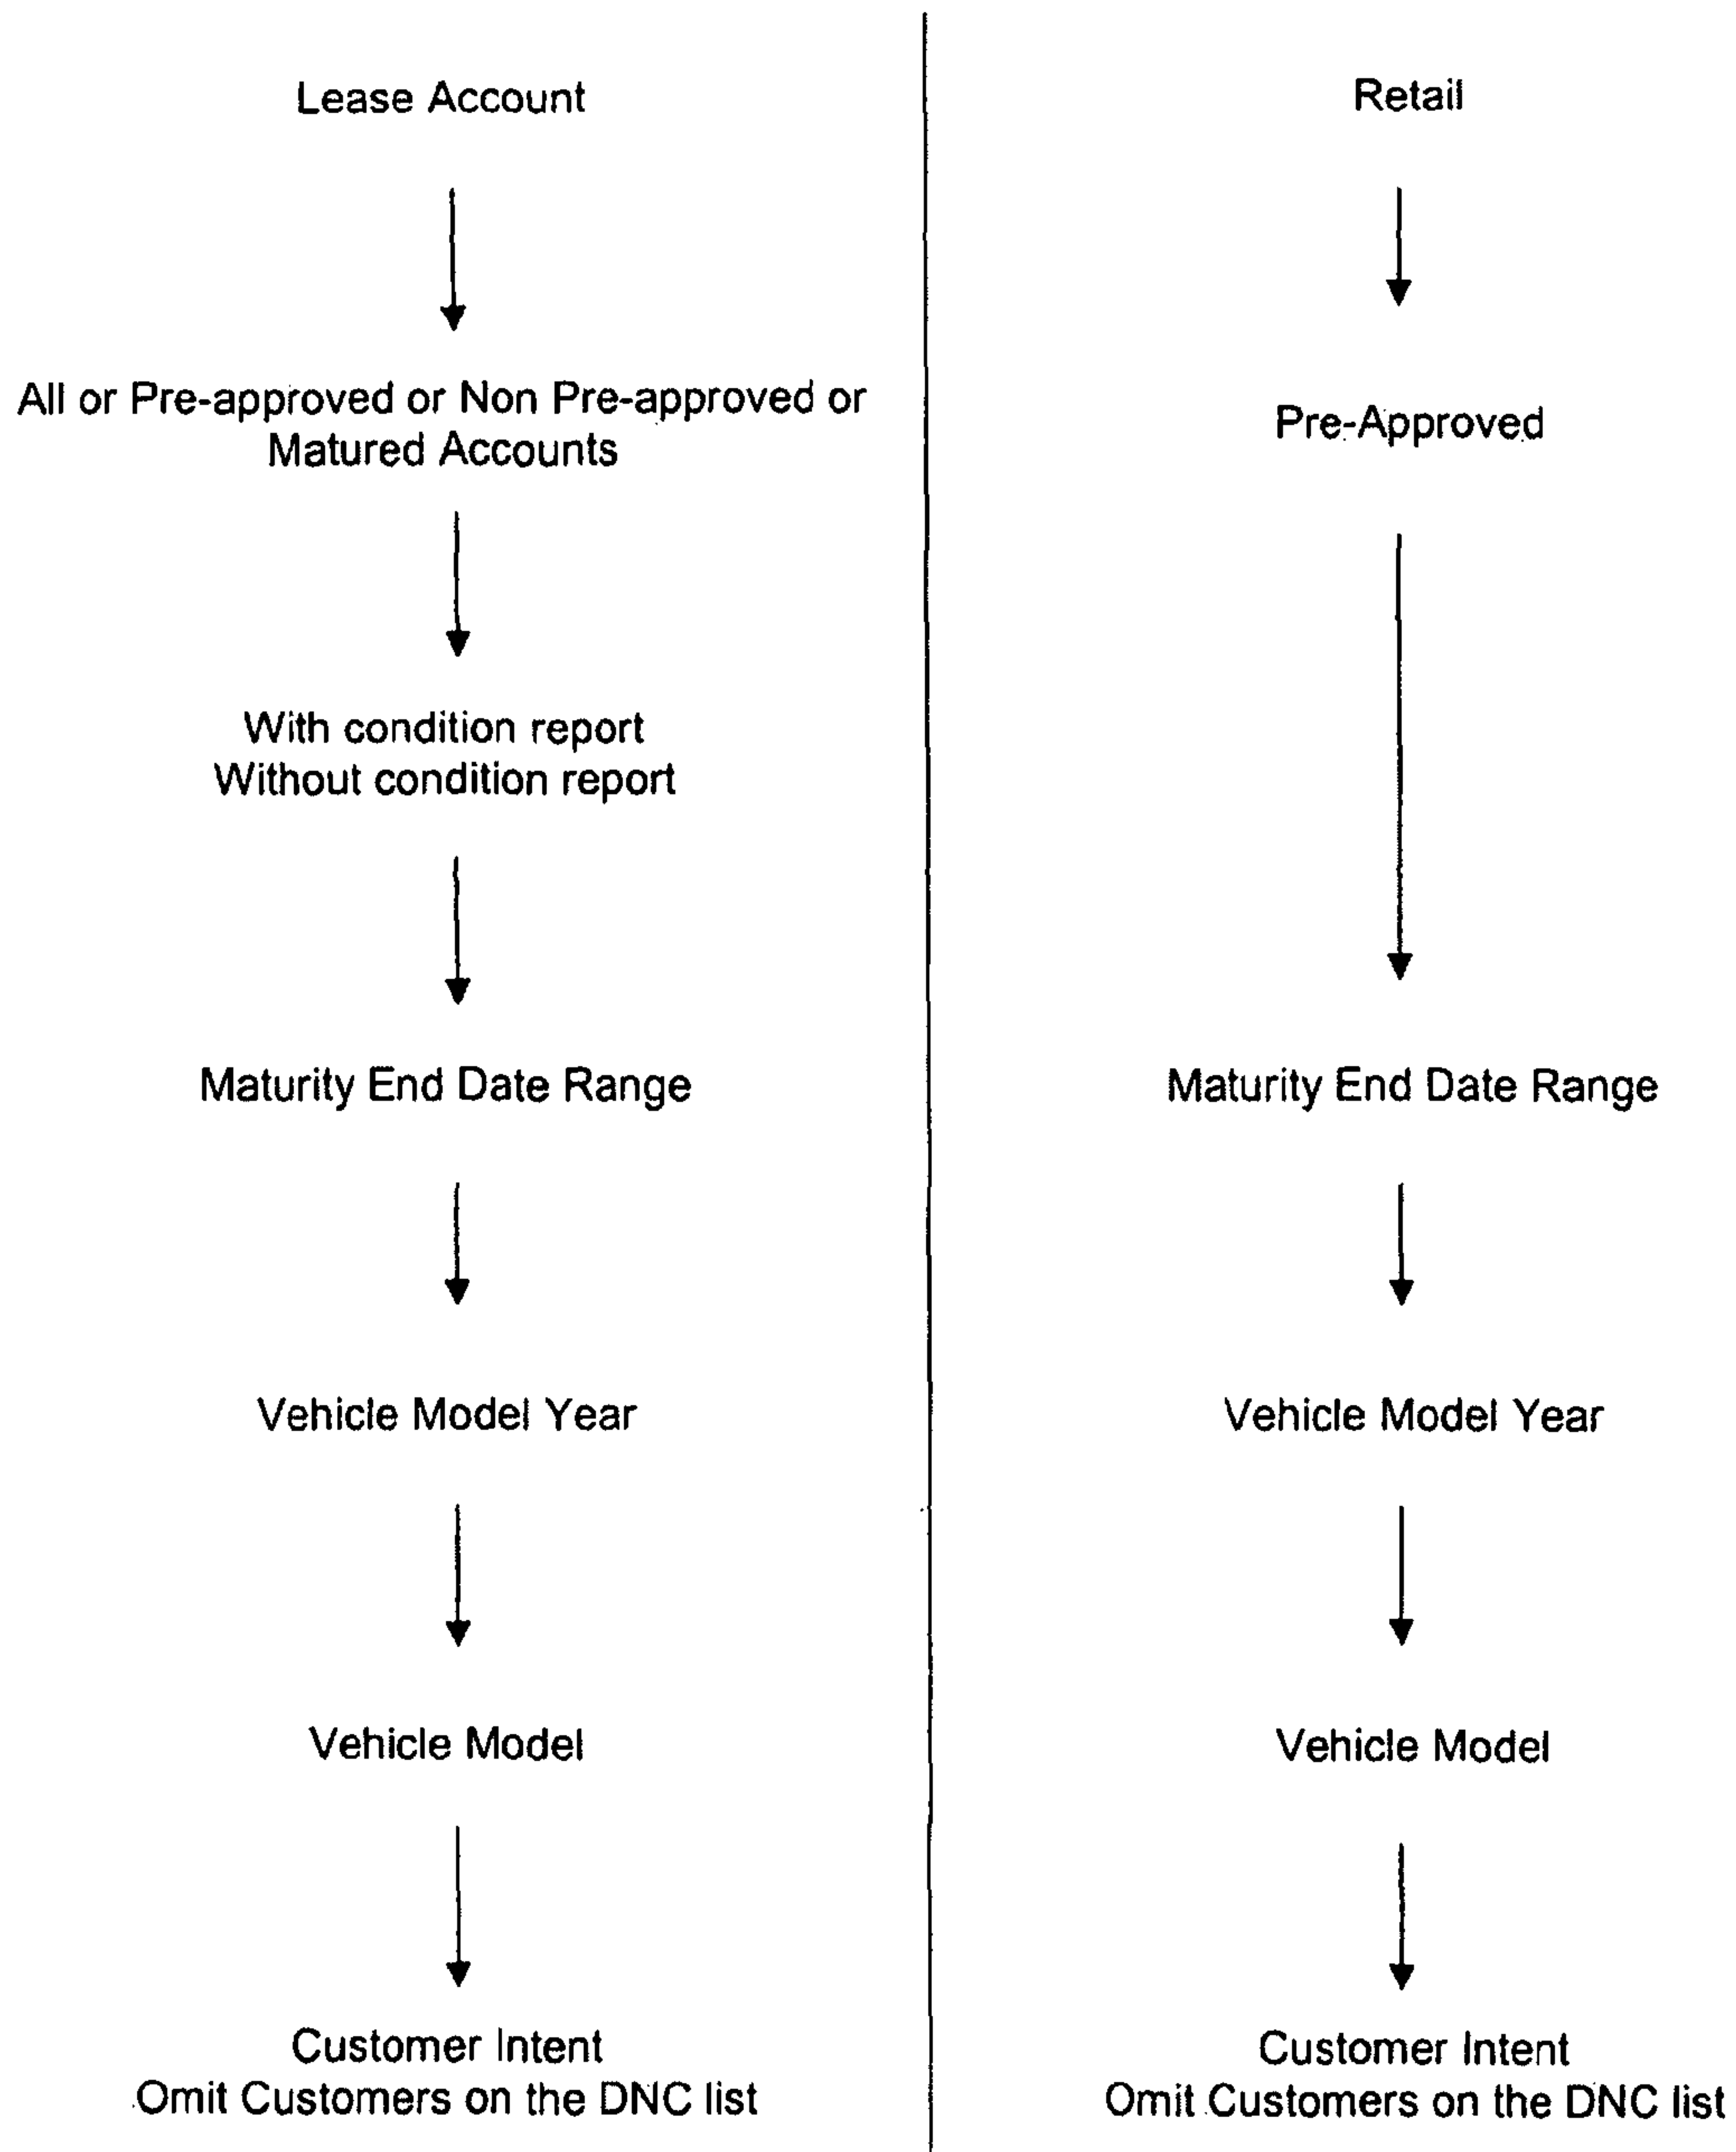 Lease Account
All or Pre-approved or Non Pre-approved or
Matured Accounts
With condition report
Without condition report
Maturity End Date Range
Vehicle Model Year
Vehicle Model
Customer Intent
Omit Customers on the DNC list
Retail
Pre-Approved
Maturity End Date Range
Vehicle Model Year
Vehicle Model
Customer Intent
Omit Customers on the DNC list